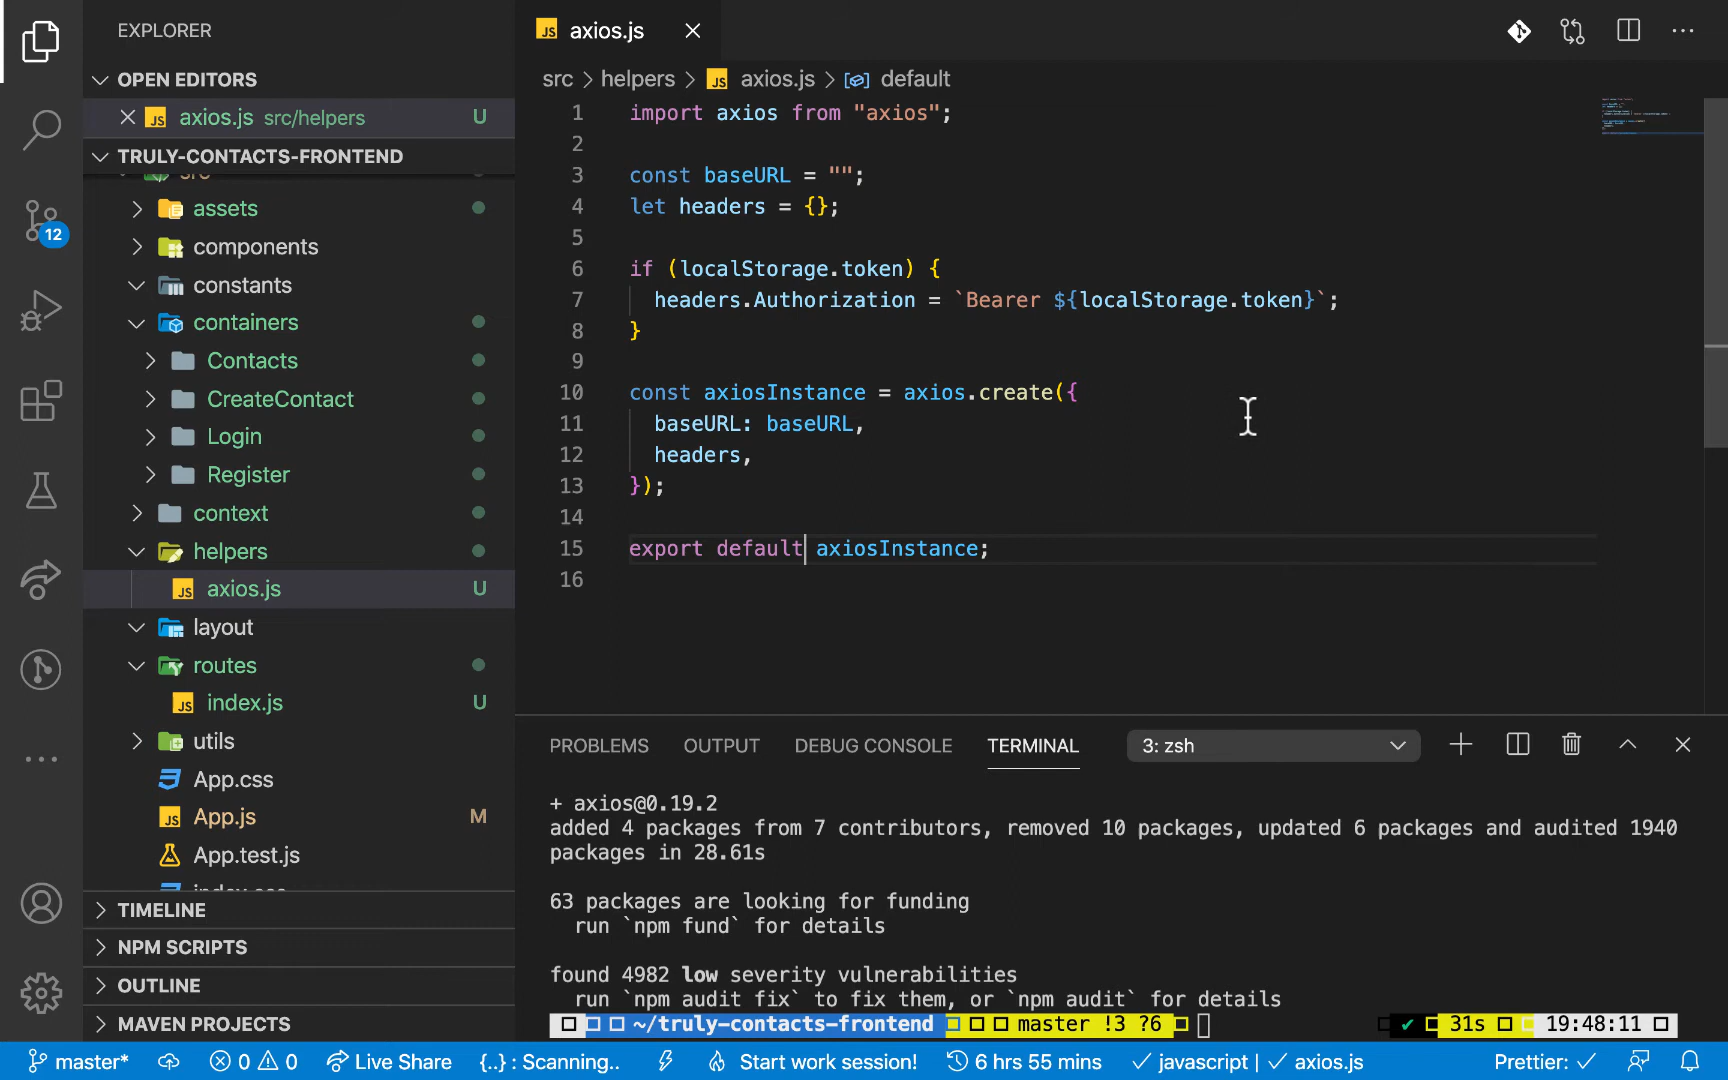 EXPLORER
OPEN EDITORS
axios.js src/helpers U
TRULY-CONTACTS-FRONTEND
src
assets
components
constants
containers
Contacts
CreateContact
Login
Register
context
helpers
axios.js U
layout
routes
index.js U
utils
App.css
App.js M
App.test.js
index.css
TIMELINE
NPM SCRIPTS
OUTLINE
MAVEN PROJECTS
12
JS axios.js
src > helpers > JS axios.js > default
1 import axios from "axios";
2
3 const baseURL = "";
4 let headers = {};
5
6 if (localStorage.token) {
7 headers.Authorization = `Bearer ${localStorage.token}`;
8 }
9
10 const axiosInstance = axios.create({
11 baseURL: baseURL,
12 headers,
13 });
14
15 export default axiosInstance;
16
PROBLEMS OUTPUT DEBUG CONSOLE TERMINAL 3: zsh
+ axios@0.19.2
added 4 packages from 7 contributors, removed 10 packages, updated 6 packages and audited 1940
packages in 28.61s
63 packages are looking for funding
run `npm fund` for details
found 4982 low severity vulnerabilities
run `npm audit fix` to fix them, or `npm audit` for details
~/truly-contacts-frontend master !3 ?6 ✔ 31s 19:48:11
master* 0 0 Live Share {..} : Scanning.. Start work session! 6 hrs 55 mins ✓ javascript | ✓ axios.js Prettier: ✓